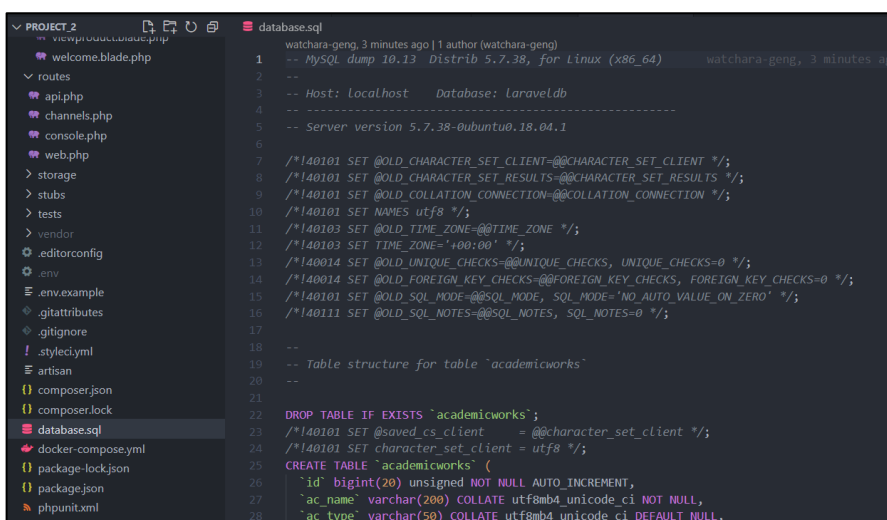 PROJECT_2
viewproduct.blade.php
welcome.blade.php
routes
api.php
channels.php
console.php
web.php
storage
stubs
tests
vendor
.editorconfig
.env
.env.example
.gitattributes
.gitignore
! .styleci.yml
artisan
{} composer.json
{} composer.lock
database.sql
docker-compose.yml
{} package-lock.json
{} package.json
phpunit.xml
database.sql
watchara-geng, 3 minutes ago | 1 author (watchara-geng)
1 -- MySQL dump 10.13  Distrib 5.7.38, for Linux (x86_64) watchara-geng, 3 minutes a
2 --
3 -- Host: localhost    Database: laraveldb
4 -- ------------------------------------------------------
5 -- Server version 5.7.38-0ubuntu0.18.04.1
6
7 /*!40101 SET @OLD_CHARACTER_SET_CLIENT=@@CHARACTER_SET_CLIENT */;
8 /*!40101 SET @OLD_CHARACTER_SET_RESULTS=@@CHARACTER_SET_RESULTS */;
9 /*!40101 SET @OLD_COLLATION_CONNECTION=@@COLLATION_CONNECTION */;
10 /*!40101 SET NAMES utf8 */;
11 /*!40103 SET @OLD_TIME_ZONE=@@TIME_ZONE */;
12 /*!40103 SET TIME_ZONE='+00:00' */;
13 /*!40014 SET @OLD_UNIQUE_CHECKS=@@UNIQUE_CHECKS, UNIQUE_CHECKS=0 */;
14 /*!40014 SET @OLD_FOREIGN_KEY_CHECKS=@@FOREIGN_KEY_CHECKS, FOREIGN_KEY_CHECKS=0 */;
15 /*!40101 SET @OLD_SQL_MODE=@@SQL_MODE, SQL_MODE='NO_AUTO_VALUE_ON_ZERO' */;
16 /*!40111 SET @OLD_SQL_NOTES=@@SQL_NOTES, SQL_NOTES=0 */;
17
18 --
19 -- Table structure for table `academicworks`
20 --
21
22 DROP TABLE IF EXISTS `academicworks`;
23 /*!40101 SET @saved_cs_client     = @@character_set_client */;
24 /*!40101 SET character_set_client = utf8 */;
25 CREATE TABLE `academicworks` (
26 `id` bigint(20) unsigned NOT NULL AUTO_INCREMENT,
27 `ac_name` varchar(200) COLLATE utf8mb4_unicode_ci NOT NULL,
28 `ac_type` varchar(50) COLLATE utf8mb4_unicode_ci DEFAULT NULL,